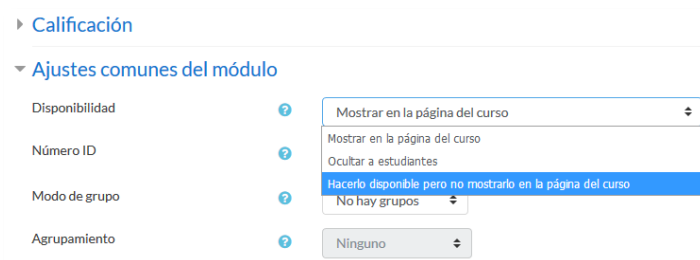 Calificación
Ajustes comunes del módulo
Disponibilidad
Mostrar en la página del curso
Mostrar en la página del curso
Ocultar a estudiantes
Hacerlo disponible pero no mostrarlo en la página del curso
Número ID
Modo de grupo
No hay grupos
Agrupamiento
Ninguno